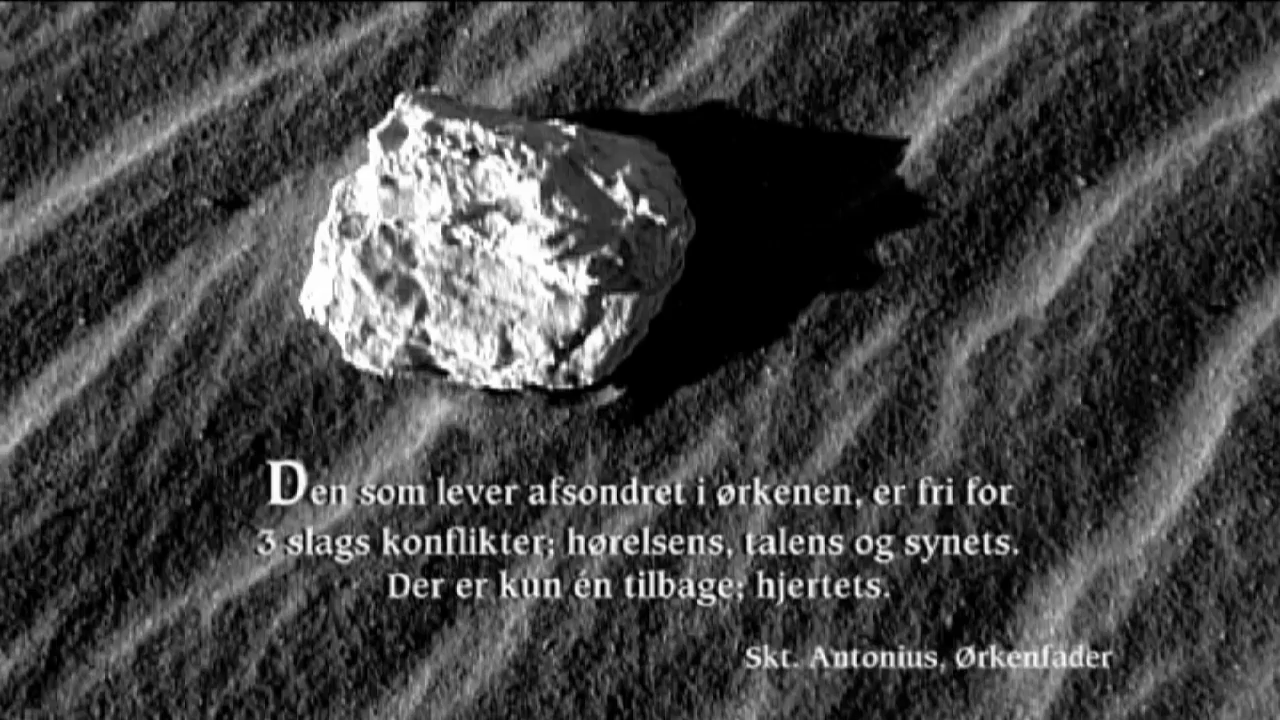 Den som lever afsondret i ørkenen, er fri for
3 slags konflikter; hørelsens, talens og synets.
Der er kun én tilbage; hjertets.
Skt. Antonius, Ørkenfader